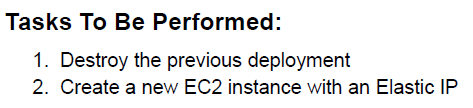 Tasks To Be Performed:
1. Destroy the previous deployment
2. Create a new EC2 instance with an Elastic IP